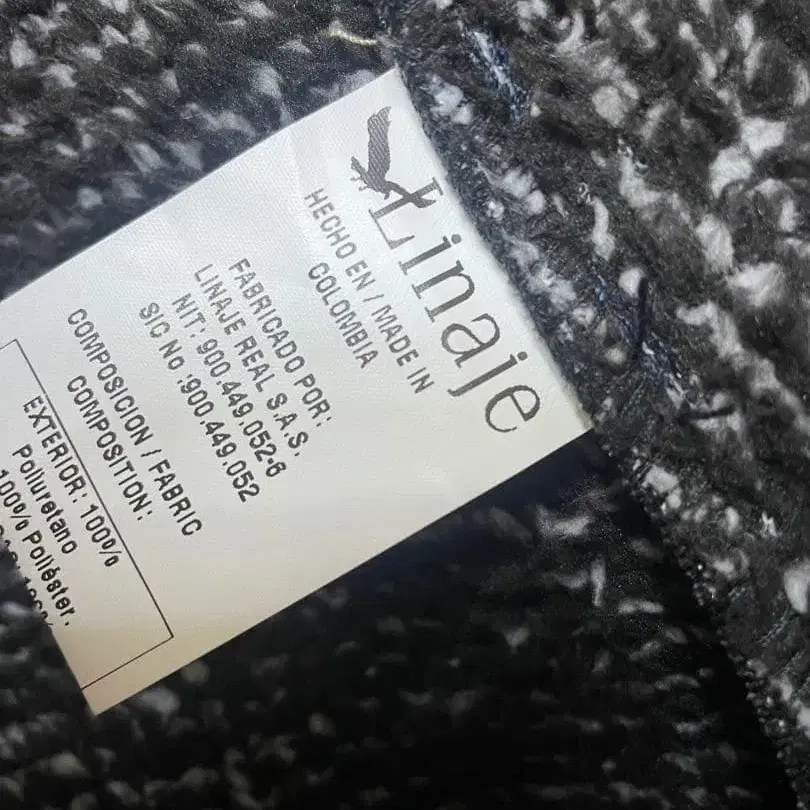 Linaje
HECHO EN / MADE IN
COLOMBIA
FABRICADO POR:
LINAJE REAL S.A.S.
NIT: 900.449.052-6
SIC No :900.449.052
COMPOSICION / FABRIC
COMPOSITION:
EXTERIOR: 100%
Poliuretano
100% Poliéster.